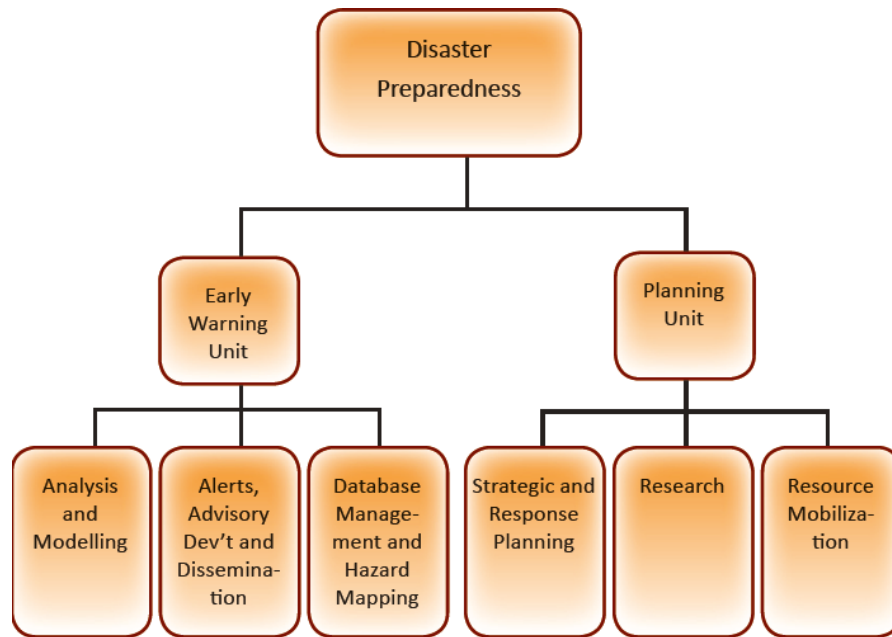 Disaster
Preparedness
Early
Warning
Unit
Planning
Unit
Analysis
and
Modelling
Alerts,
Advisory
Dev’t and
Dissemina-
tion
Database
Manage-
ment and
Hazard
Mapping
Strategic and
Response
Planning
Research
Resource
Mobiliza-
tion